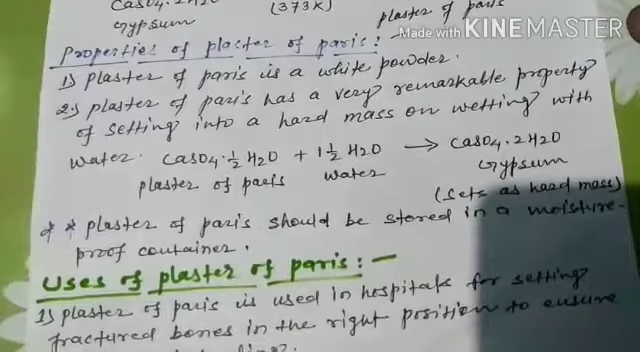 CaSO4.2H2O
(373K)
plaster of paris
Gypsum
Made with KINEMASTER
Properties of plaster of paris :-
1) plaster of paris is a white powder.
2) plaster of paris has a very remarkable property
of setting into a hard mass on wetting with
water. CaSO4.½H2O + 1½H2O → CaSO4.2H2O
plaster of paris water Gypsum
(sets as hard mass)
* * plaster of paris should be stored in a moisture-
proof container.
Uses of plaster of paris :-
1) plaster of paris is used in hospitals for setting
fractured bones in the right position to ensure